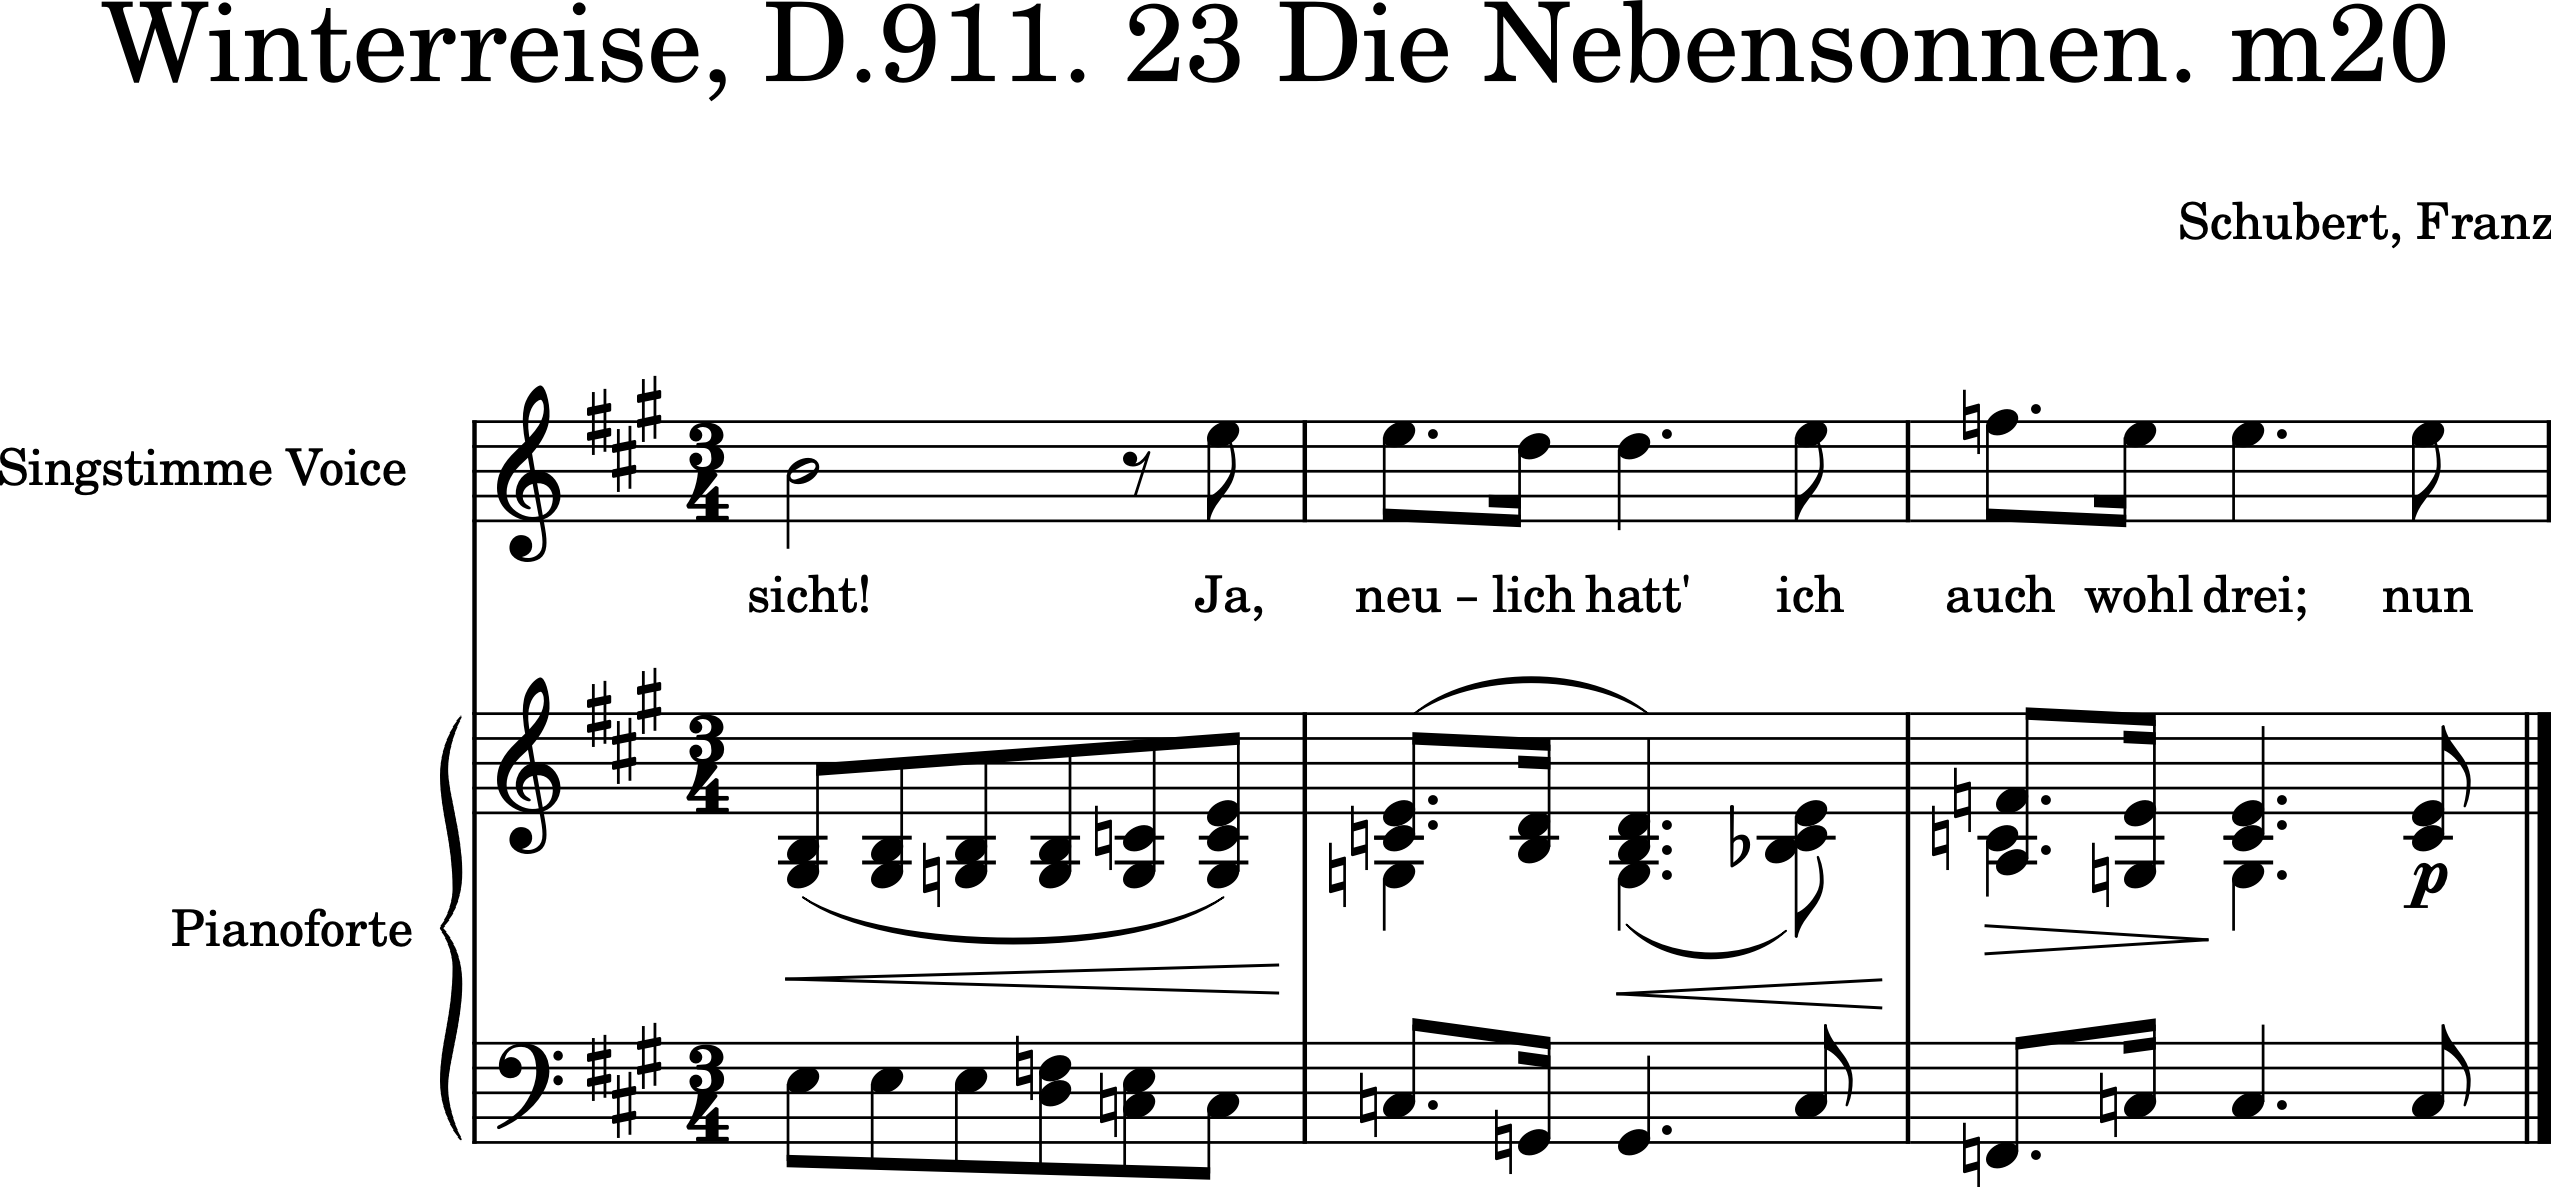 Winterreise, D.911. 23 Die Nebensonnen. m20
Schubert, Franz
Singstimme Voice
sicht! Ja, neu – lich hatt' ich auch wohl drei; nun
Pianoforte
p